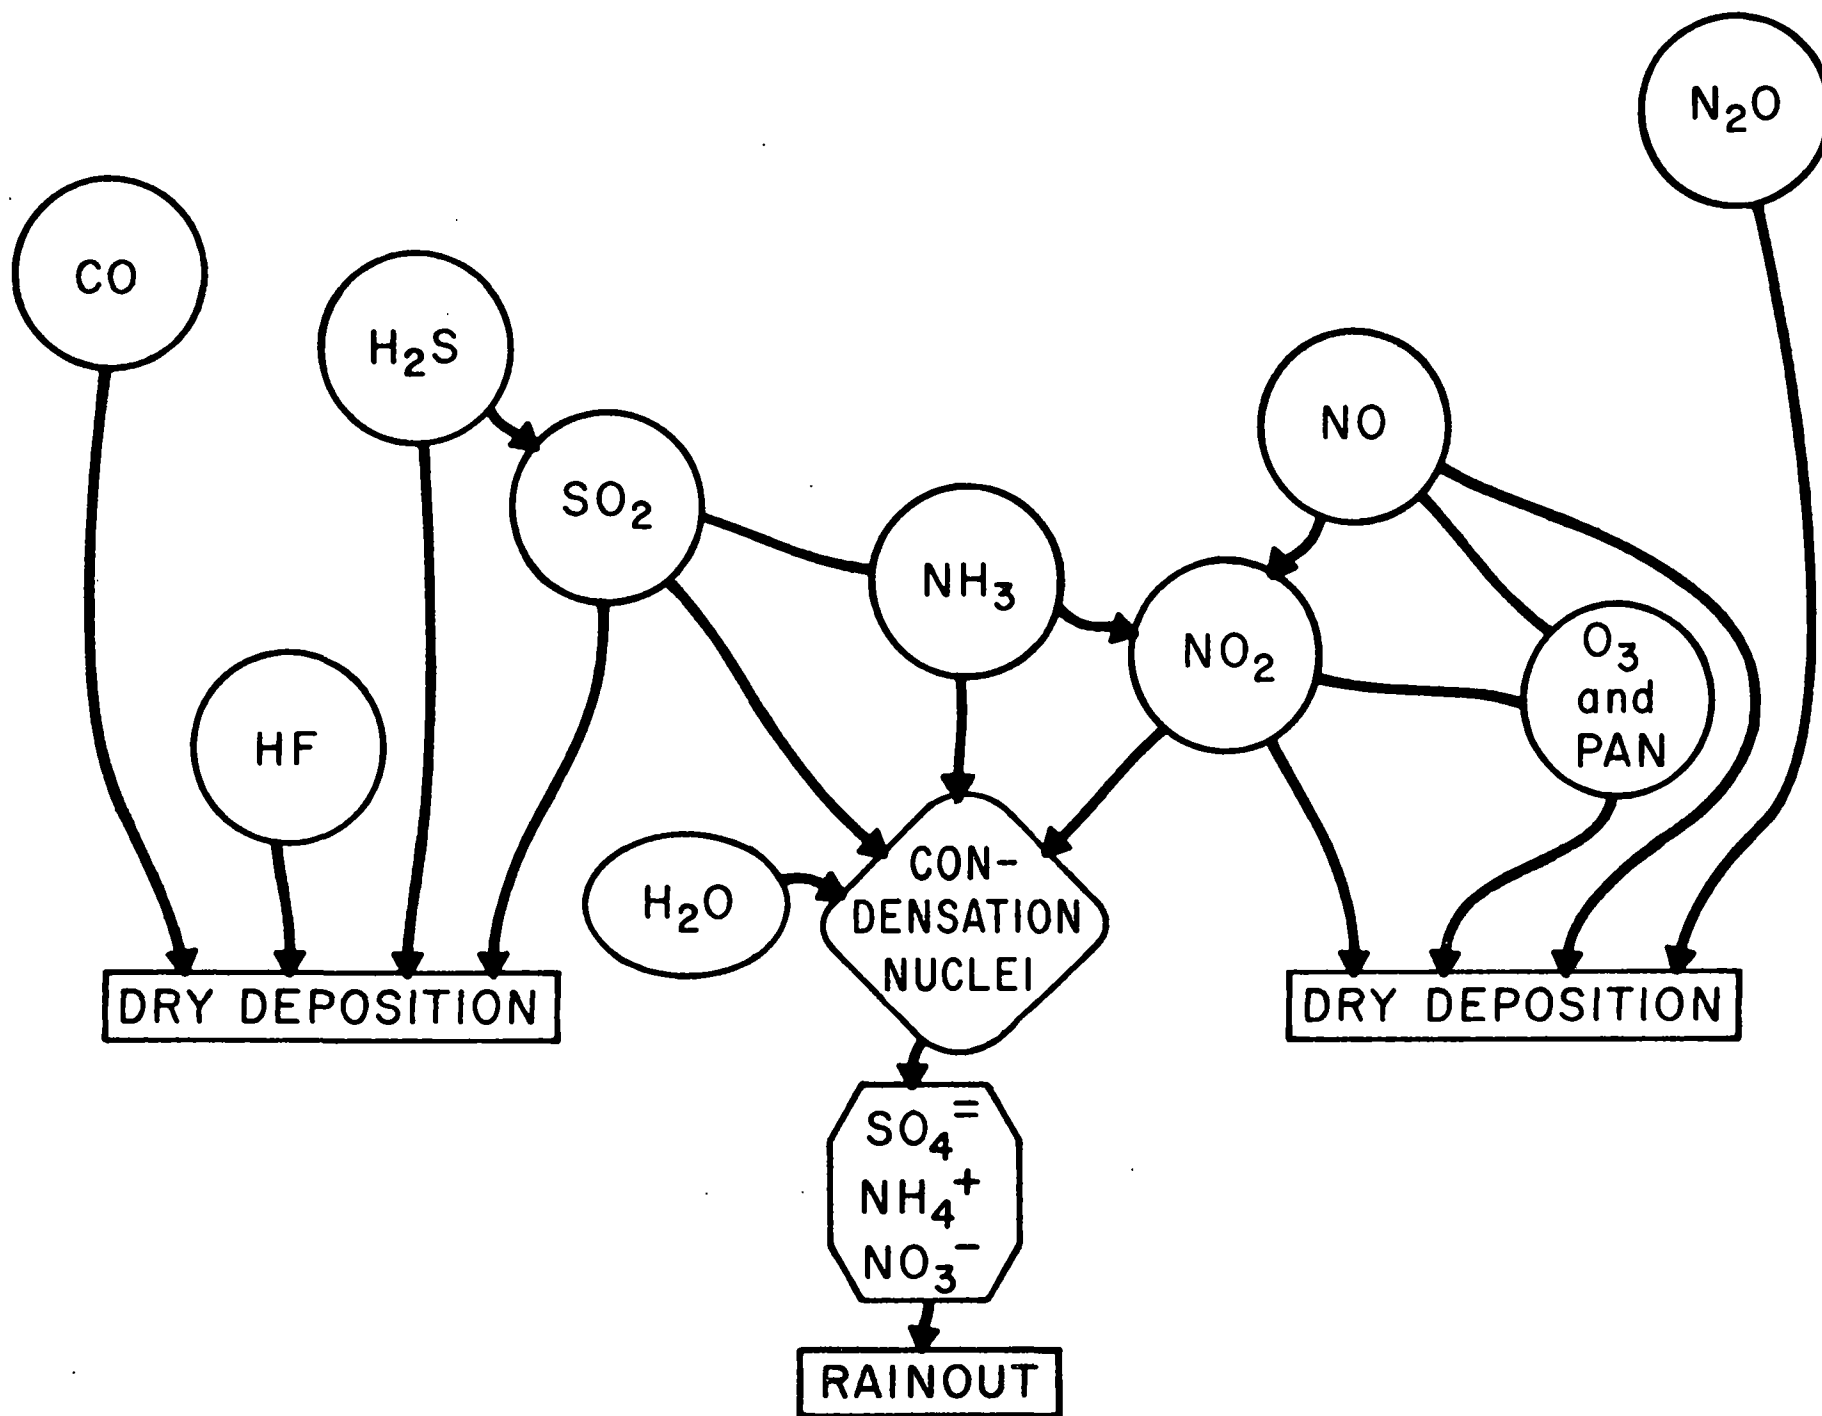 N₂O
CO
H₂S
NO
SO₂
NH₃
NO₂
O₃
and
PAN
HF
H₂O
CON-
DENSATION
NUCLEI
DRY DEPOSITION
DRY DEPOSITION
SO₄⁼
NH₄⁺
NO₃⁻
RAINOUT